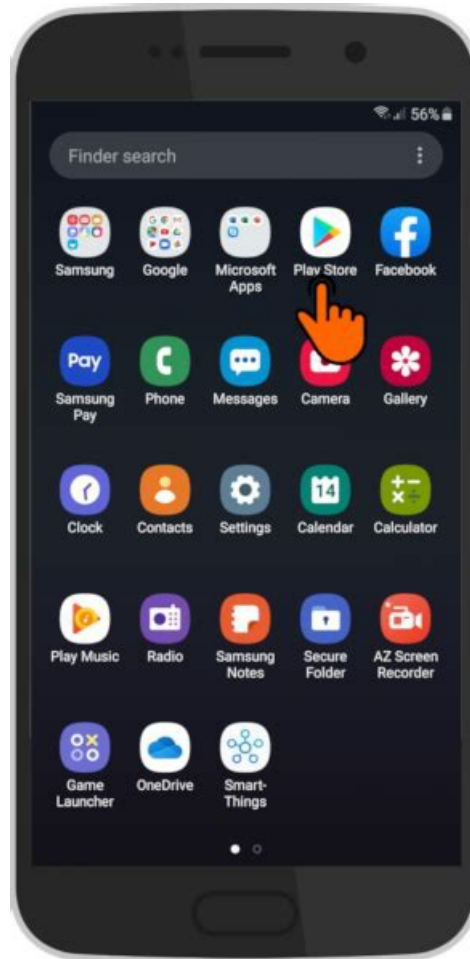 56%
Finder search
Samsung
Google
Microsoft
Apps
Play Store
Facebook
Pay
Samsung
Pay
Phone
Messages
Camera
Gallery
14
Clock
Contacts
Settings
Calendar
Calculator
Play Music
Radio
Samsung
Notes
Secure
Folder
AZ Screen
Recorder
Game
Launcher
OneDrive
Smart-
Things